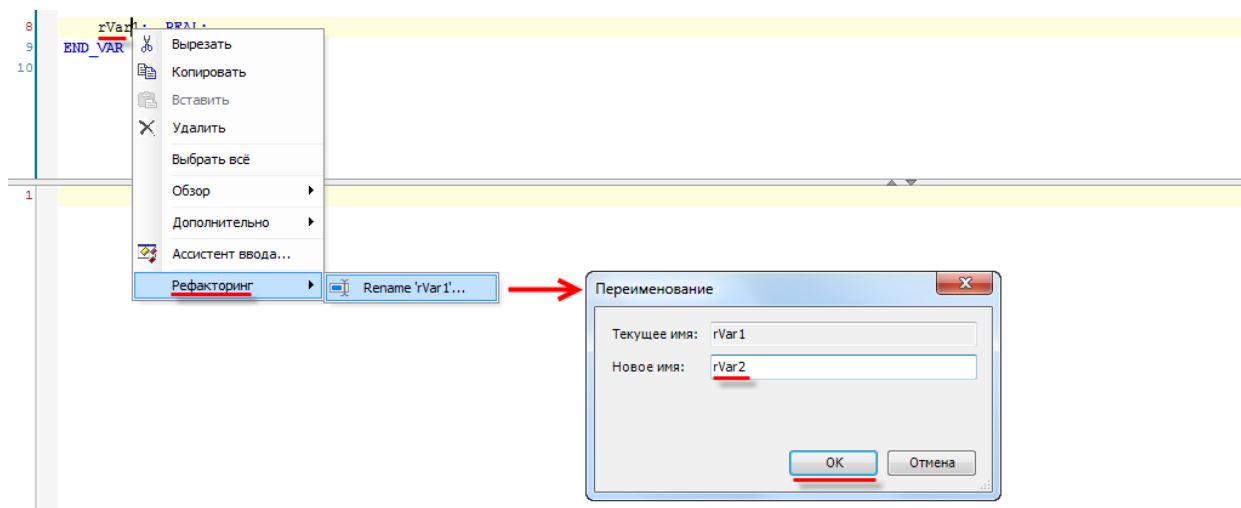 8 rVar1: REAL;
9 END_VAR
10
Вырезать
Копировать
Вставить
Удалить
Выбрать всё
Обзор
Дополнительно
Ассистент ввода...
Рефакторинг
Rename 'rVar1'...
1
Переименование
Текущее имя: rVar1
Новое имя: rVar2
OK Отмена